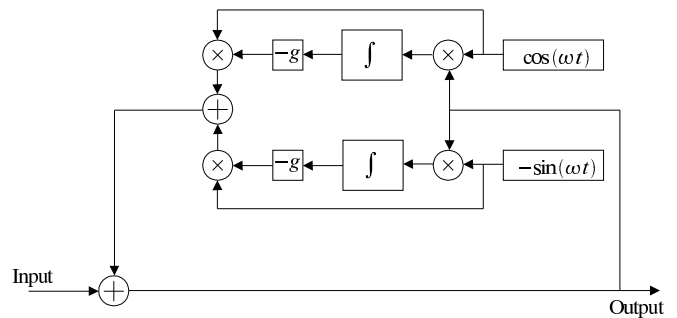 × −g ∫ × cos(ωt)
+
× −g ∫ × −sin(ωt)
Input
+
Output